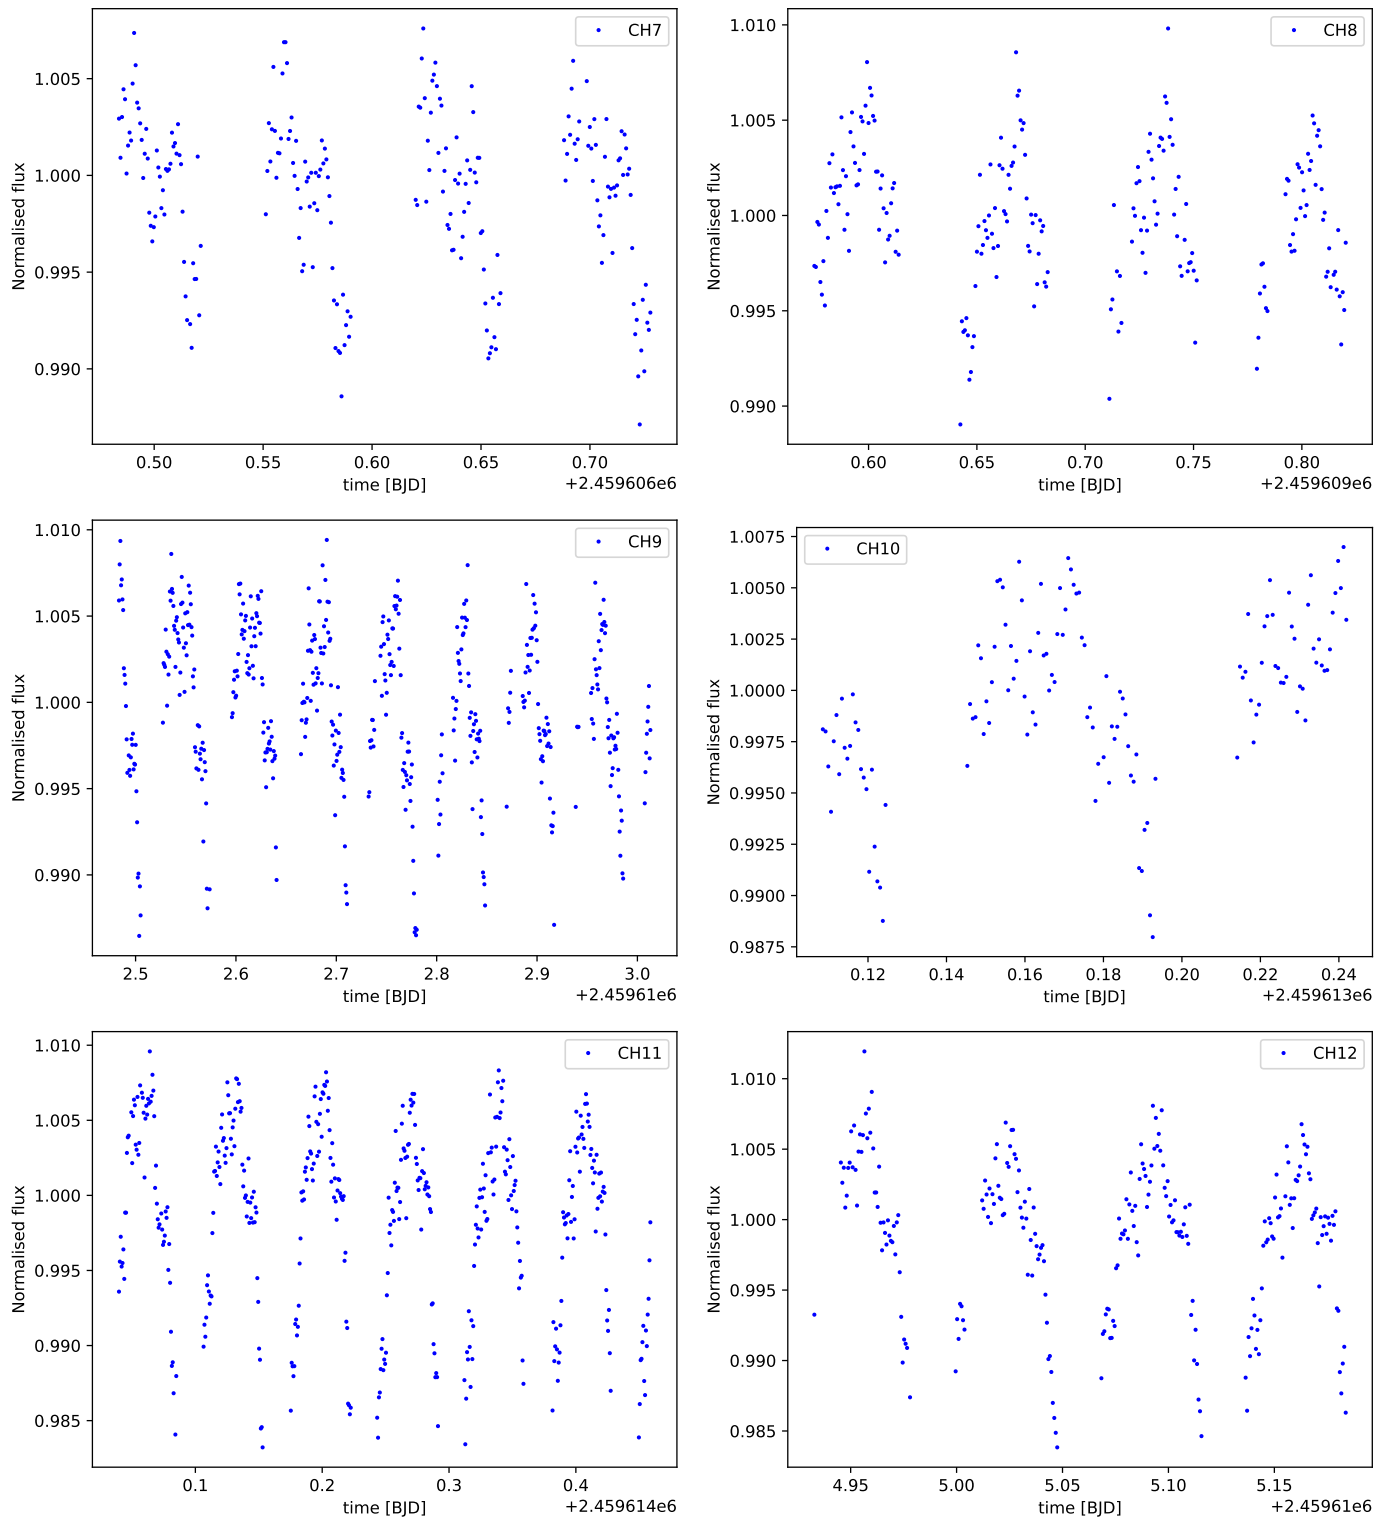 CH7
1.005
1.000
0.995
0.990
Normalised flux
0.50 0.55 0.60 0.65 0.70
time [BJD]
+2.459606e6
CH8
1.010
1.005
1.000
0.995
0.990
Normalised flux
0.60 0.65 0.70 0.75 0.80
time [BJD]
+2.459609e6
CH9
1.010
1.005
1.000
0.995
0.990
Normalised flux
2.5 2.6 2.7 2.8 2.9 3.0
time [BJD]
+2.45961e6
CH10
1.0075
1.0050
1.0025
1.0000
0.9975
0.9950
0.9925
0.9900
0.9875
Normalised flux
0.12 0.14 0.16 0.18 0.20 0.22 0.24
time [BJD]
+2.459613e6
CH11
1.010
1.005
1.000
0.995
0.990
0.985
Normalised flux
0.1 0.2 0.3 0.4
time [BJD]
+2.459614e6
CH12
1.010
1.005
1.000
0.995
0.990
0.985
Normalised flux
4.95 5.00 5.05 5.10 5.15
time [BJD]
+2.45961e6